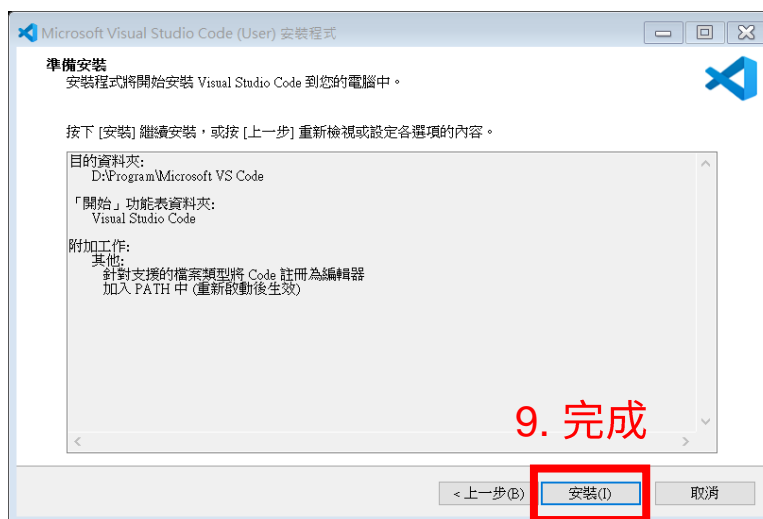 Microsoft Visual Studio Code (User) 安裝程式
準備安裝
安裝程式將開始安裝 Visual Studio Code 到您的電腦中。
按下 [安裝] 繼續安裝，或按 [上一步] 重新檢視或設定各選項的內容。
目的資料夾:
D:\Program\Microsoft VS Code
「開始」功能表資料夾:
Visual Studio Code
附加工作:
其他:
針對支援的檔案類型將 Code 註冊為編輯器
加入 PATH 中 (重新啟動後生效)
9. 完成
< 上一步(B)
安裝(I)
取消